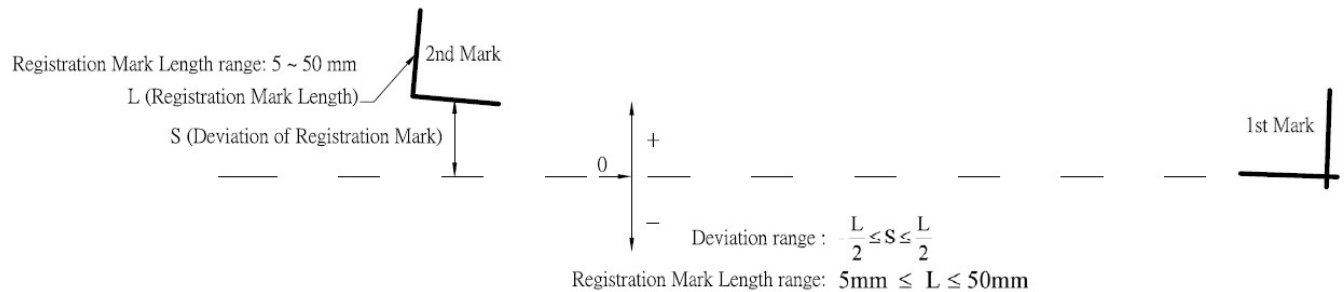 2nd Mark
Registration Mark Length range: 5 ~ 50 mm
L (Registration Mark Length)
S (Deviation of Registration Mark)
1st Mark
+
0
−
Deviation range : -L/2 ≤ S ≤ L/2
Registration Mark Length range: 5mm ≤ L ≤ 50mm